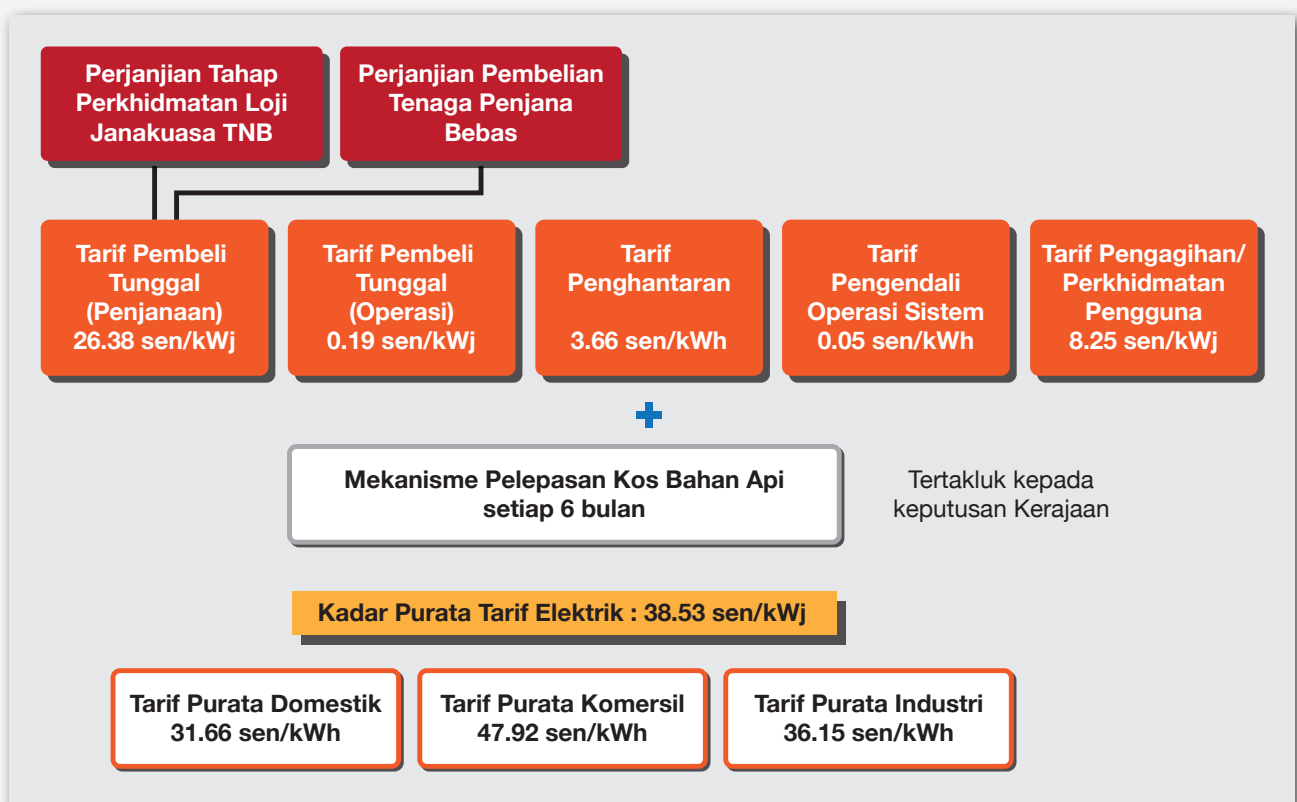 Perjanjian Tahap
Perkhidmatan Loji
Janakuasa TNB
Perjanjian Pembelian
Tenaga Penjana
Bebas
Tarif Pembeli
Tunggal
(Penjanaan)
26.38 sen/kWj
Tarif Pembeli
Tunggal
(Operasi)
0.19 sen/kWj
Tarif
Penghantaran
3.66 sen/kWh
Tarif
Pengendali
Operasi Sistem
0.05 sen/kWh
Tarif Pengagihan/
Perkhidmatan
Pengguna
8.25 sen/kWj
+
Mekanisme Pelepasan Kos Bahan Api
setiap 6 bulan
Tertakluk kepada
keputusan Kerajaan
Kadar Purata Tarif Elektrik : 38.53 sen/kWj
Tarif Purata Domestik
31.66 sen/kWh
Tarif Purata Komersil
47.92 sen/kWh
Tarif Purata Industri
36.15 sen/kWh